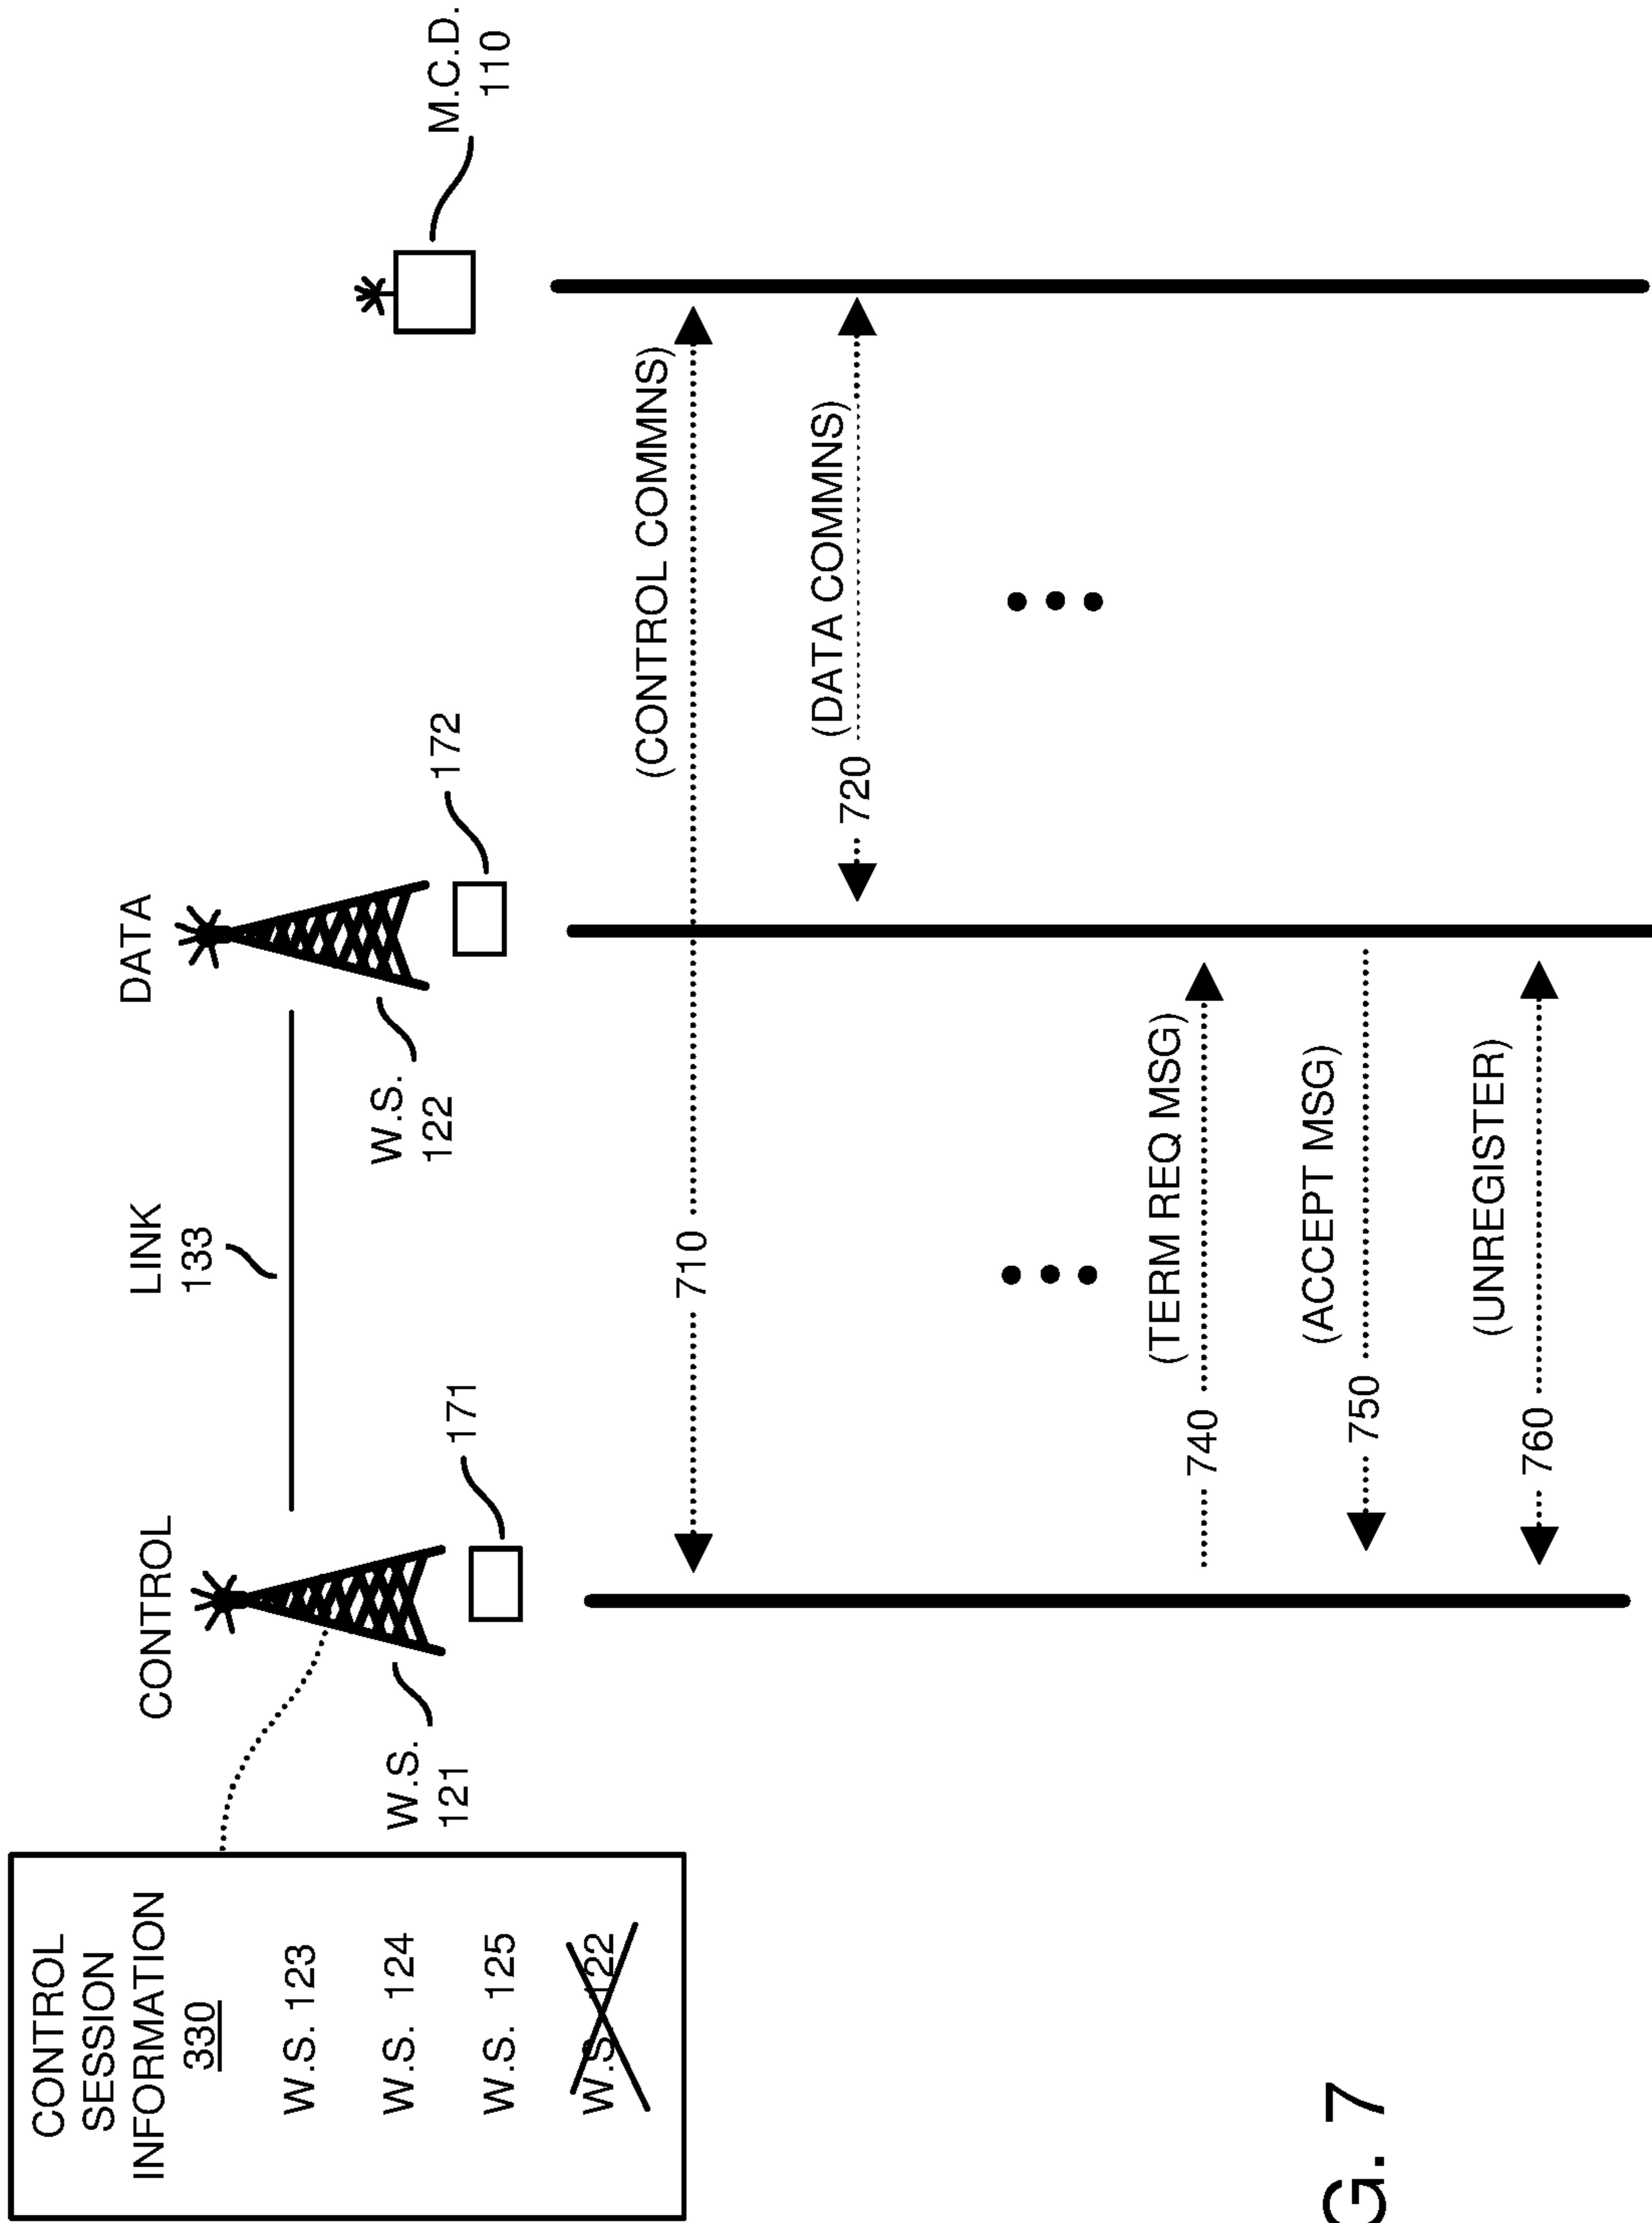 CONTROL
SESSION
INFORMATION
330
W.S. 123
W.S. 124
W.S. 125
W.S. 122
CONTROL
W.S.
121
171
LINK
133
DATA
W.S.
122
172
M.C.D.
110
710
(CONTROL COMMNS)
720
(DATA COMMNS)
740
(TERM REQ MSG)
750
(ACCEPT MSG)
760
(UNREGISTER)
G. 7